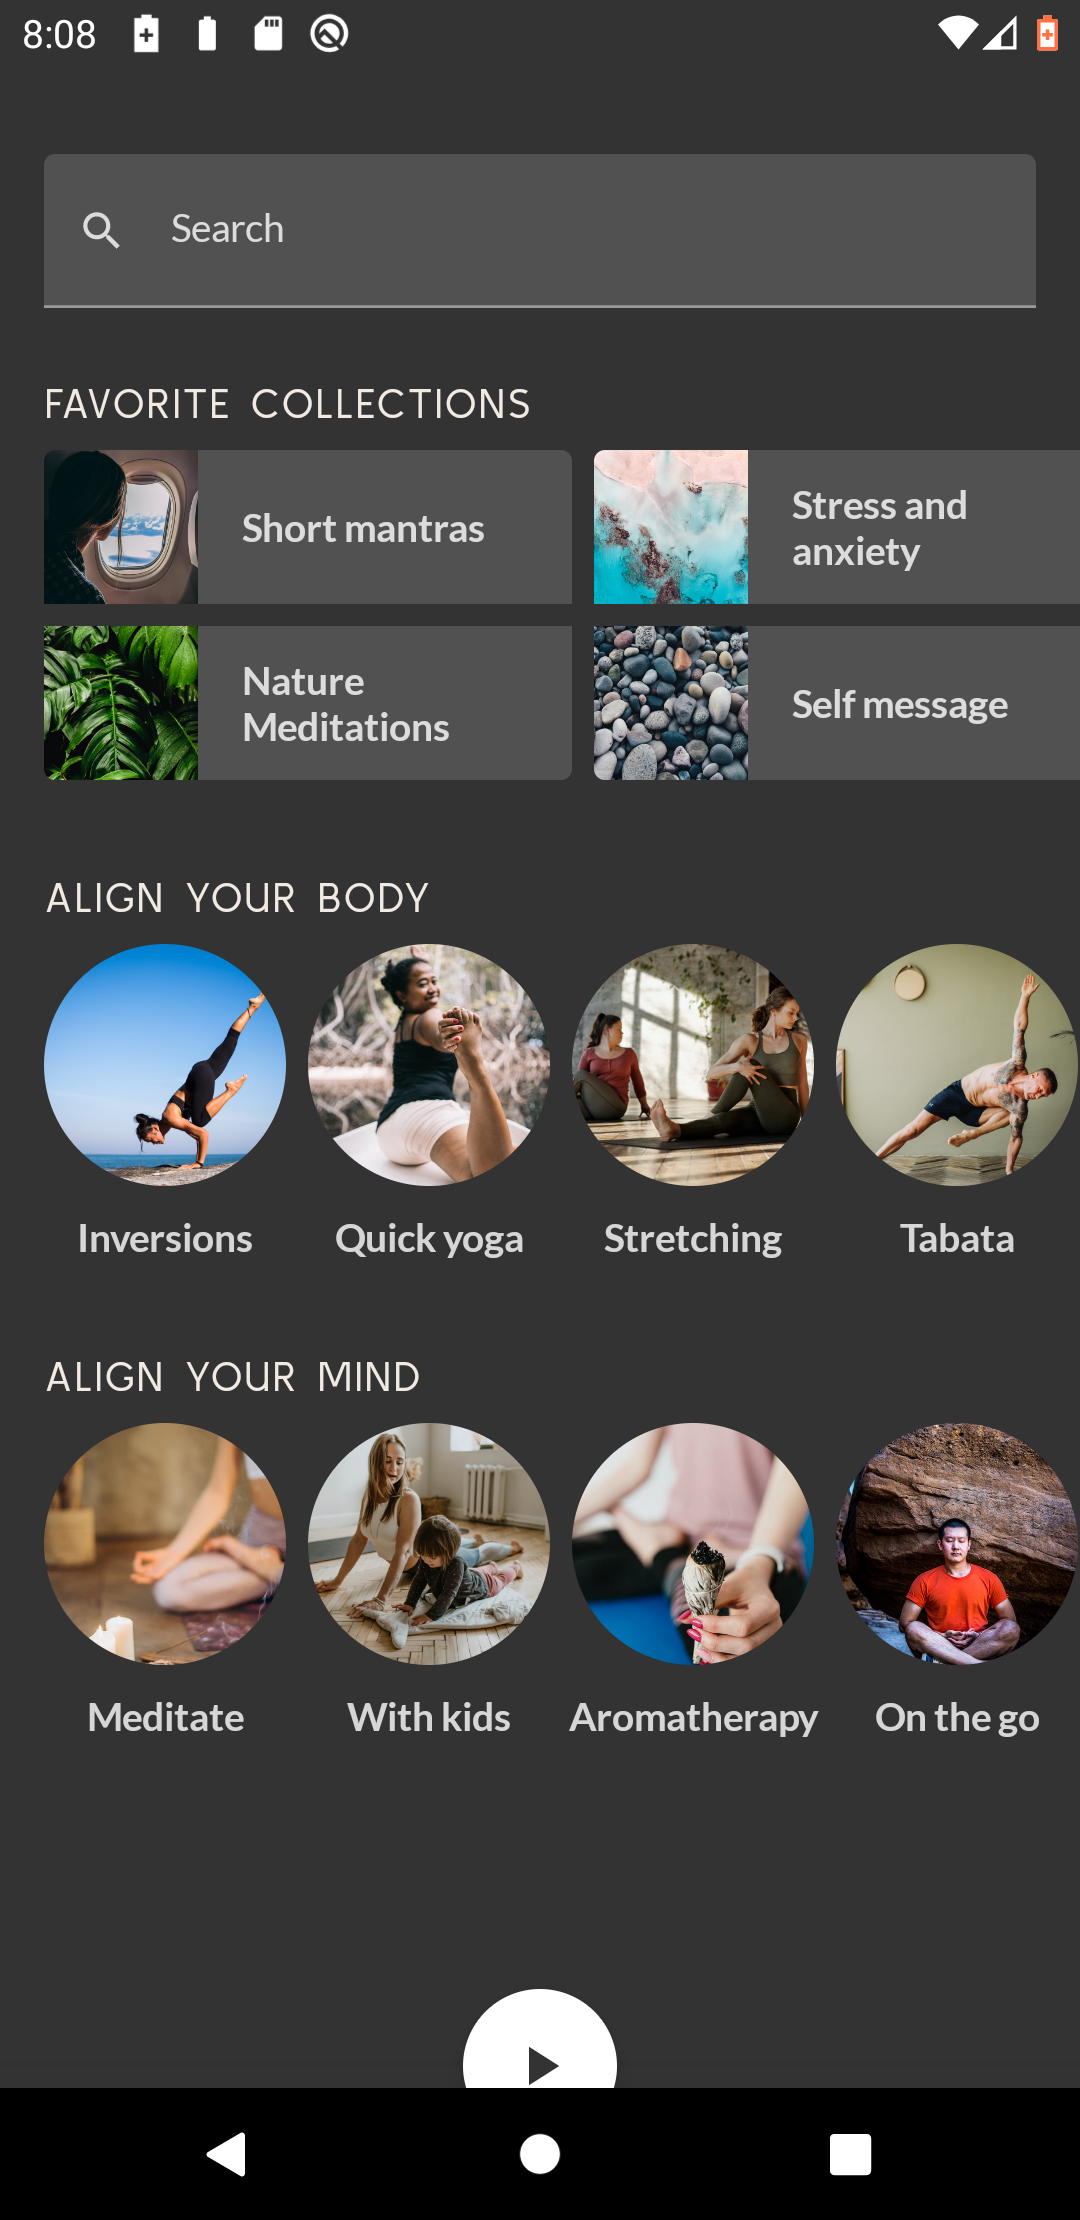 8:08
Search
FAVORITE COLLECTIONS
Short mantras
Stress and
anxiety
Nature
Meditations
Self message
ALIGN YOUR BODY
Inversions
Quick yoga
Stretching
Tabata
ALIGN YOUR MIND
Meditate
With kids
Aromatherapy
On the go